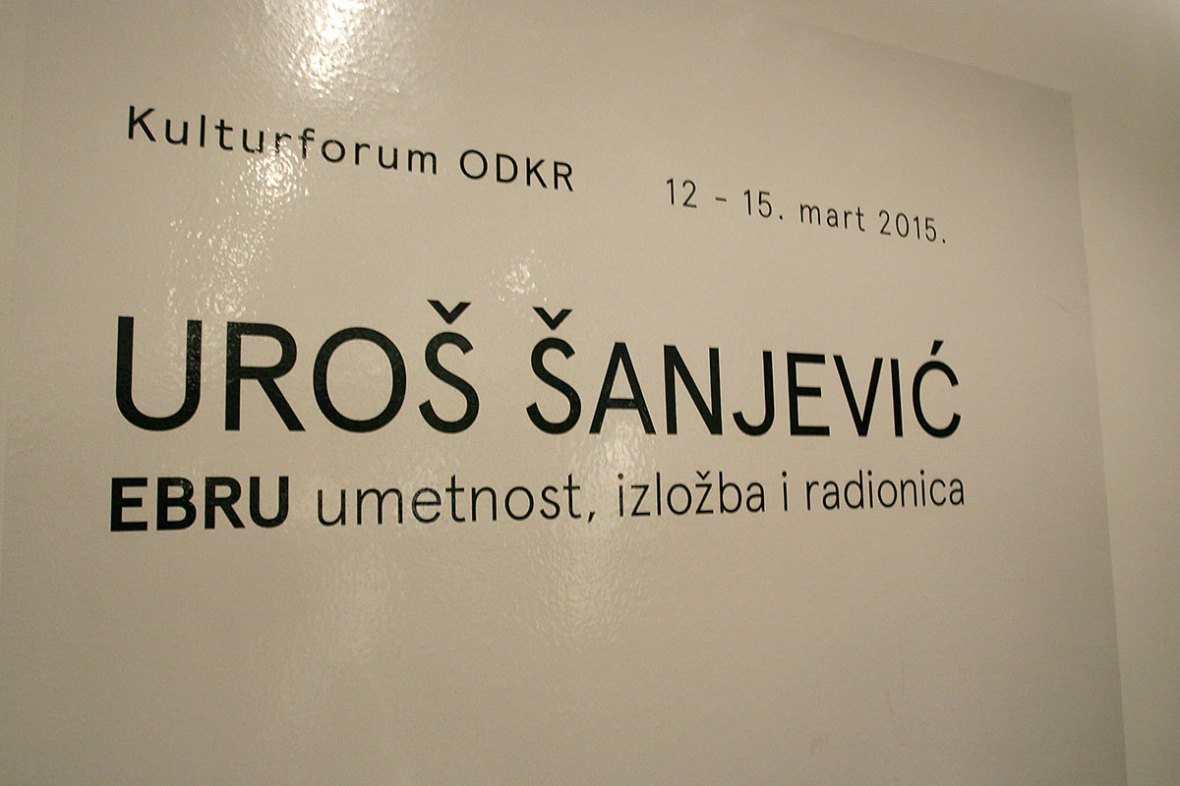 Kulturforum ODKR
12 - 15. mart 2015.
UROŠ ŠANJEVIĆ
EBRU umetnost, izložba i radionica